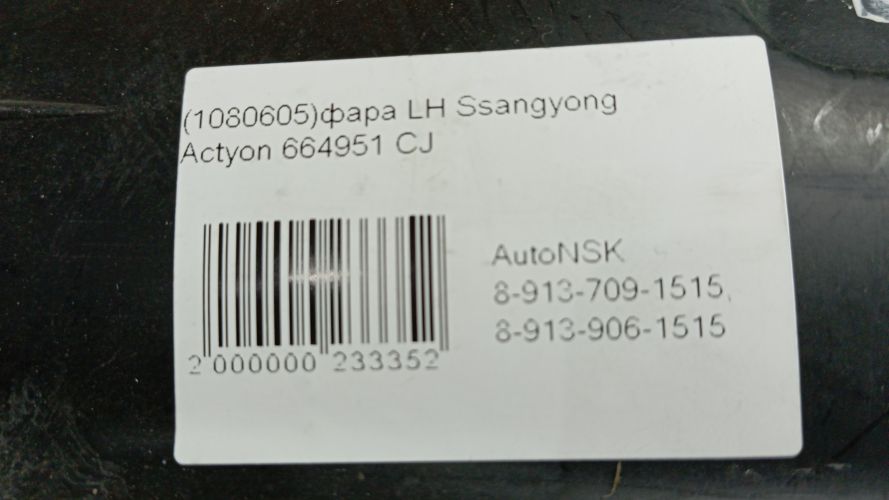 (1080605)фара LH Ssangyong
Actyon 664951 CJ
AutoNSK
8-913-709-1515,
8-913-906-1515
2 000000 233352